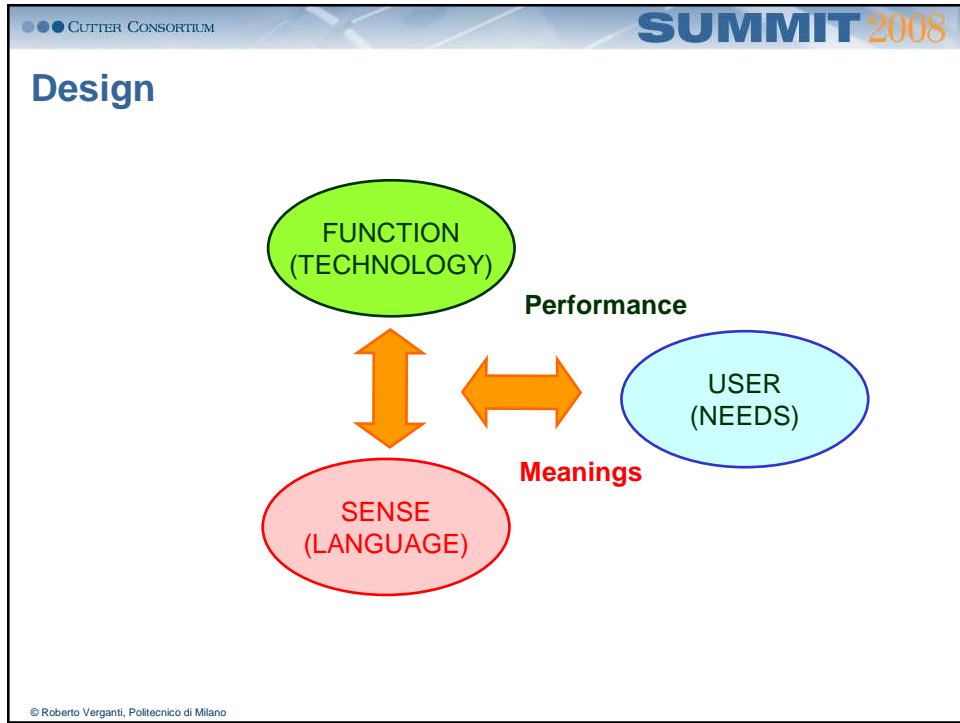 CUTTER CONSORTIUM
SUMMIT 2008
Design
FUNCTION
(TECHNOLOGY)
Performance
USER
(NEEDS)
Meanings
SENSE
(LANGUAGE)
© Roberto Verganti, Politecnico di Milano